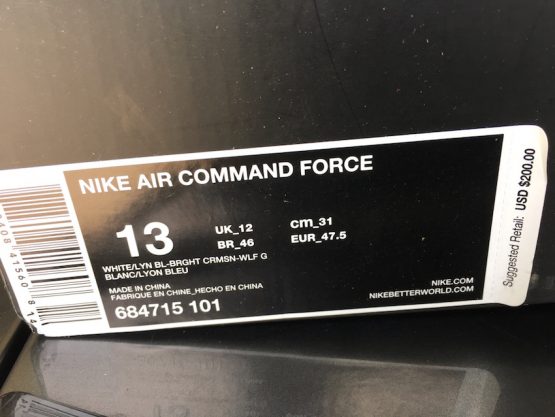 NIKE AIR COMMAND FORCE
13
UK_12
cm_31
BR_46
EUR_47.5
WHITE/LYN BL-BRGHT CRMSN-WLF G
BLANC/LYON BLEU
MADE IN CHINA
FABRIQUE EN CHINE_HECHO EN CHINA
684715 101
NIKE.COM
NIKEBETTERWORLD.COM
Suggested Retail: USD $200.00